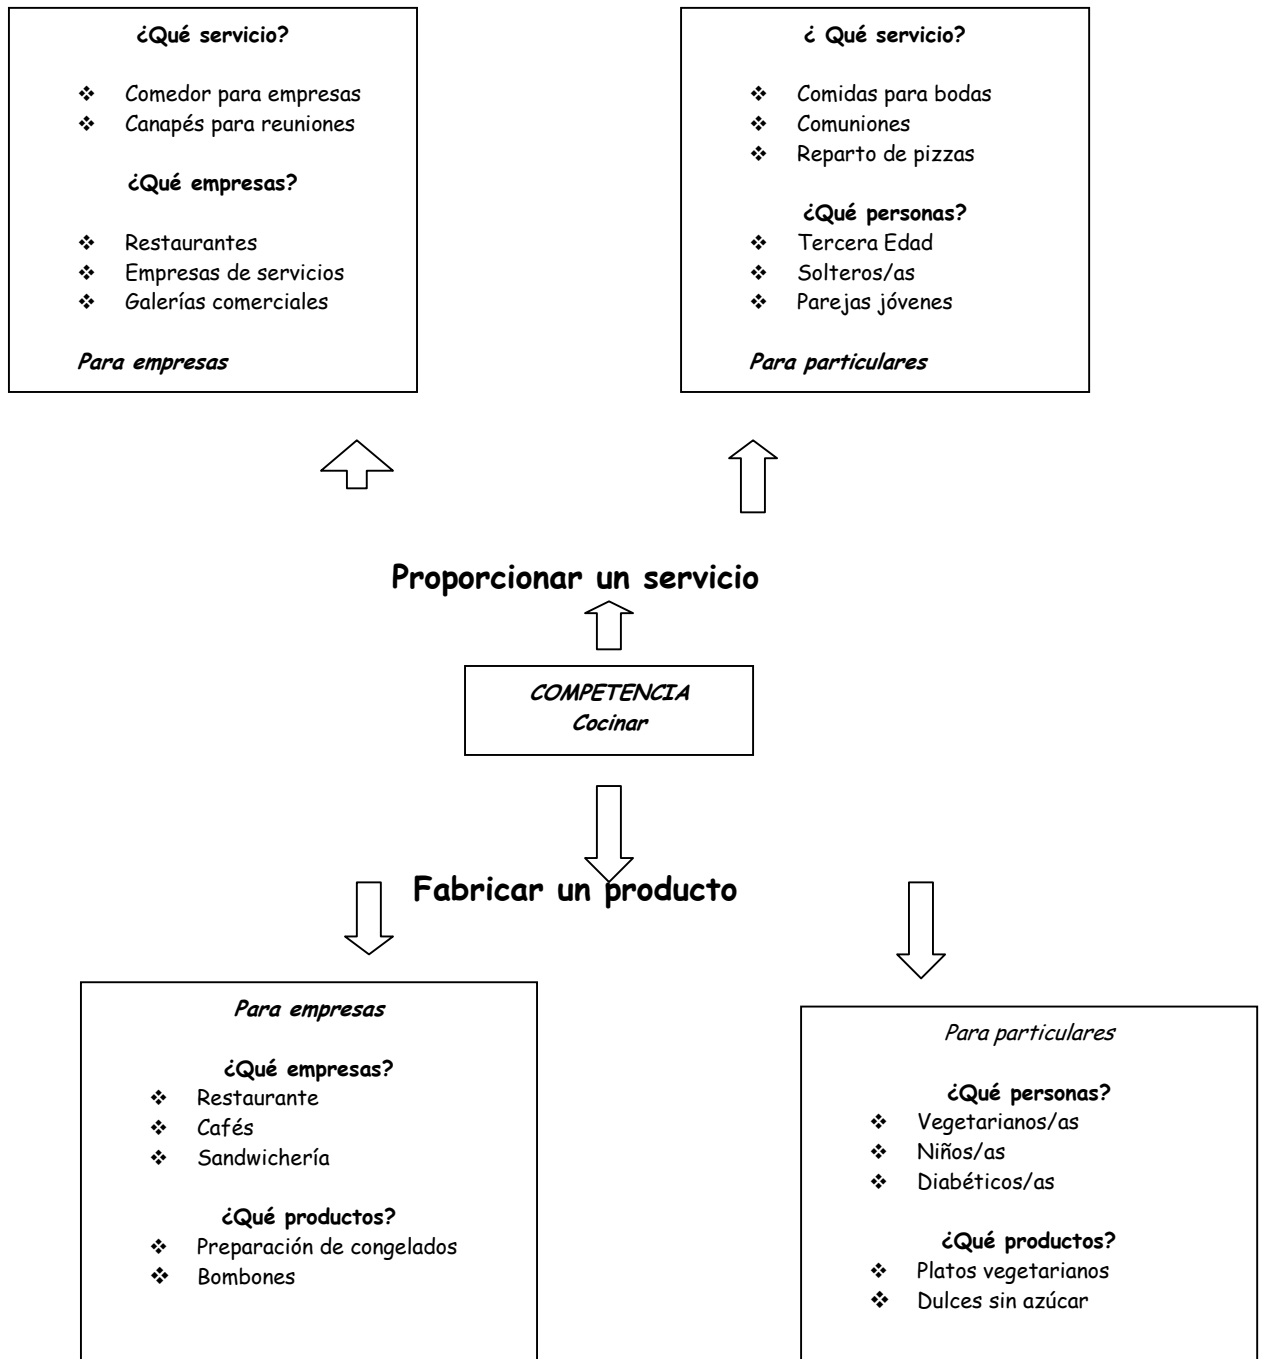 ¿Qué servicio?
❖ Comedor para empresas
❖ Canapés para reuniones
¿Qué empresas?
❖ Restaurantes
❖ Empresas de servicios
❖ Galerías comerciales
Para empresas
¿ Qué servicio?
❖ Comidas para bodas
❖ Comuniones
❖ Reparto de pizzas
¿Qué personas?
❖ Tercera Edad
❖ Solteros/as
❖ Parejas jóvenes
Para particulares
Proporcionar un servicio
COMPETENCIA
Cocinar
Fabricar un producto
Para empresas
¿Qué empresas?
❖ Restaurante
❖ Cafés
❖ Sandwichería
¿Qué productos?
❖ Preparación de congelados
❖ Bombones
Para particulares
¿Qué personas?
❖ Vegetarianos/as
❖ Niños/as
❖ Diabéticos/as
¿Qué productos?
❖ Platos vegetarianos
❖ Dulces sin azúcar